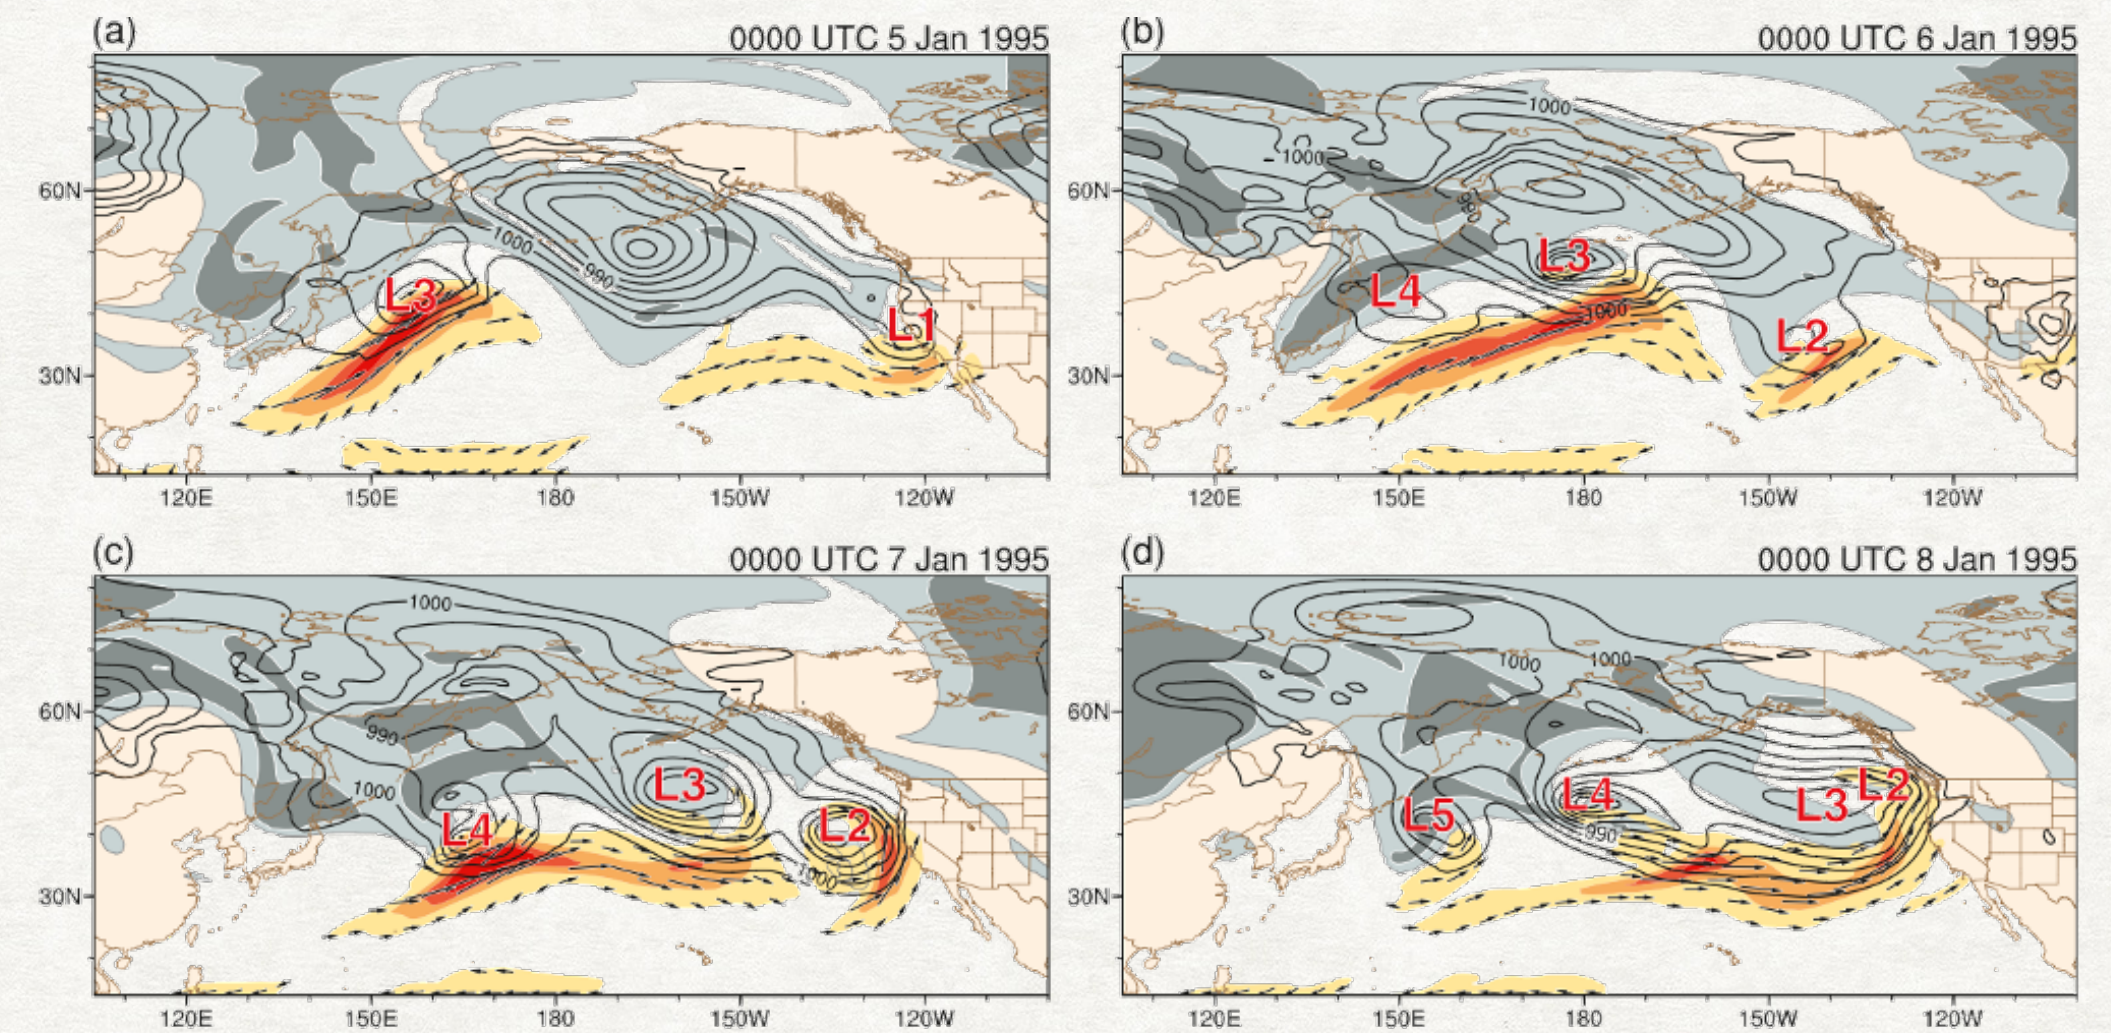 (a)
0000 UTC 5 Jan 1995
60N
30N
120E
150E
180
150W
120W
1000
990
L3
L1
(b)
0000 UTC 6 Jan 1995
60N
30N
120E
150E
180
150W
120W
1000
1000
990
L3
L4
1000
L2
(c)
0000 UTC 7 Jan 1995
60N
30N
120E
150E
180
150W
120W
1000
990
1000
L3
L4
L2
1000
(d)
0000 UTC 8 Jan 1995
60N
30N
120E
150E
180
150W
120W
1000
1000
L4
L2
L3
L5
990